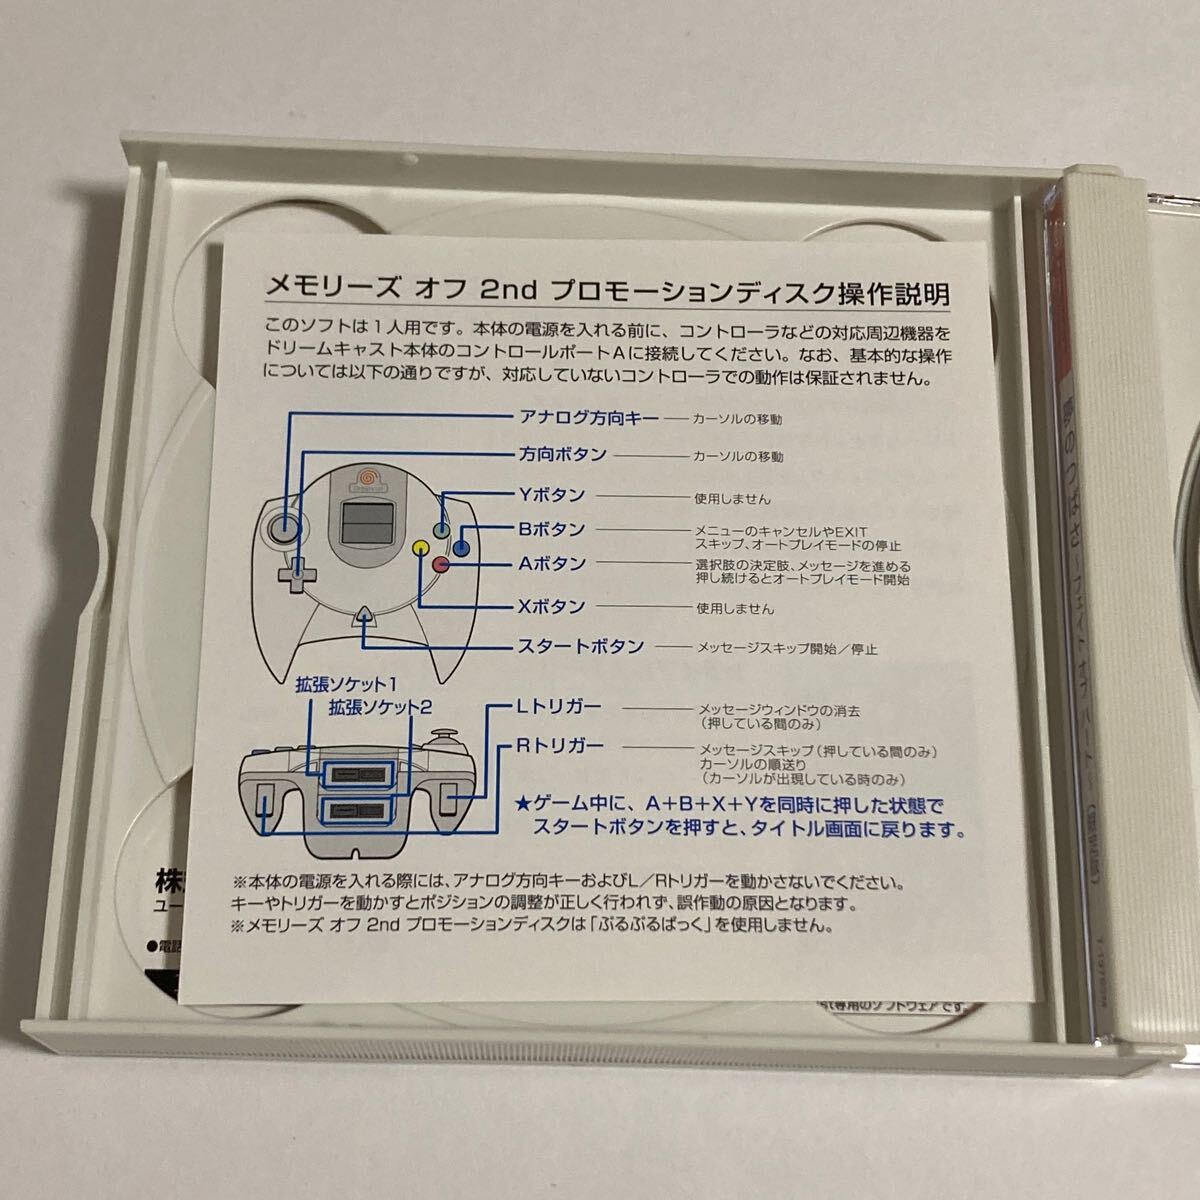 メモリーズ オフ 2nd プロモーションディスク操作説明
このソフトは1人用です。本体の電源を入れる前に、コントローラなどの対応周辺機器を
ドリームキャスト本体のコントロールポートAに接続してください。なお、基本的な操作
については以下の通りですが、対応していないコントローラでの動作は保証されません。
アナログ方向キー
カーソルの移動
方向ボタン
カーソルの移動
Yボタン
使用しません
Bボタン
メニューのキャンセルやEXIT
スキップ、オートプレイモードの停止
Aボタン
選択肢の決定肢、メッセージを進める
押し続けるとオートプレイモード開始
Xボタン
使用しません
スタートボタン
メッセージスキップ開始／停止
拡張ソケット1
拡張ソケット2
Lトリガー
メッセージウィンドウの消去
（押している間のみ）
Rトリガー
メッセージスキップ（押している間のみ）
カーソルの順送り
（カーソルが出現している時のみ）
★ゲーム中に、A+B+X+Yを同時に押した状態で
スタートボタンを押すと、タイトル画面に戻ります。
※本体の電源を入れる際には、アナログ方向キーおよびL／Rトリガーを動かさないでください。
キーやトリガーを動かすとポジションの調整が正しく行われず、誤作動の原因となります。
※メモリーズ オフ 2nd プロモーションディスクは「ぷるぷるぱっく」を使用しません。
株
ユー
●電話
専用のソフトウェアです。
夢のつばさ